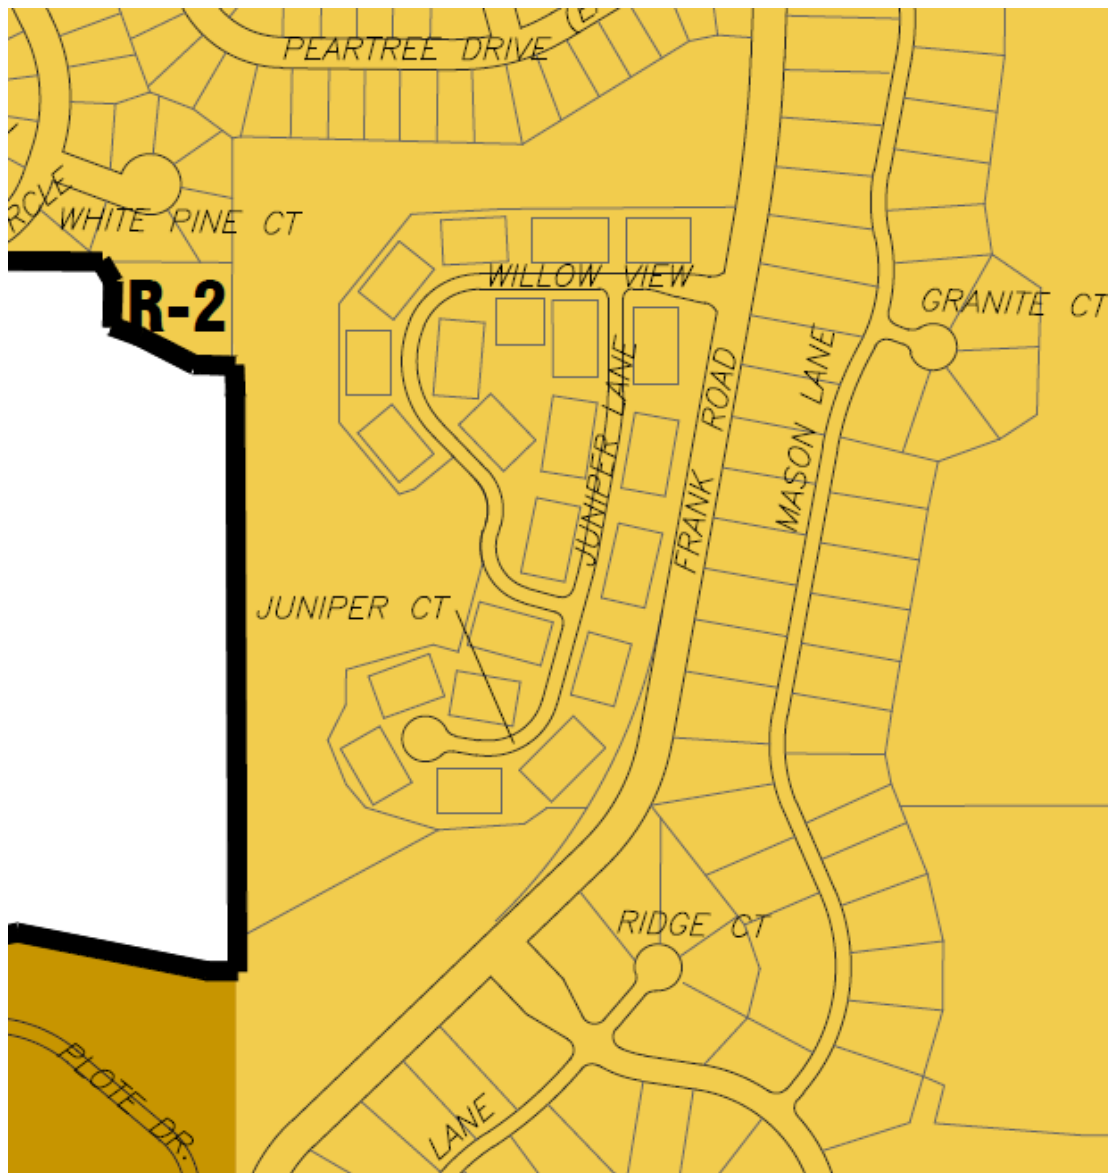 PEARTREE DRIVE
RCLE
WHITE PINE CT
R-2
WILLOW VIEW
GRANITE CT
JUNIPER LANE
FRANK ROAD
MASON LANE
JUNIPER CT
RIDGE CT
PLOTE DR.
LANE